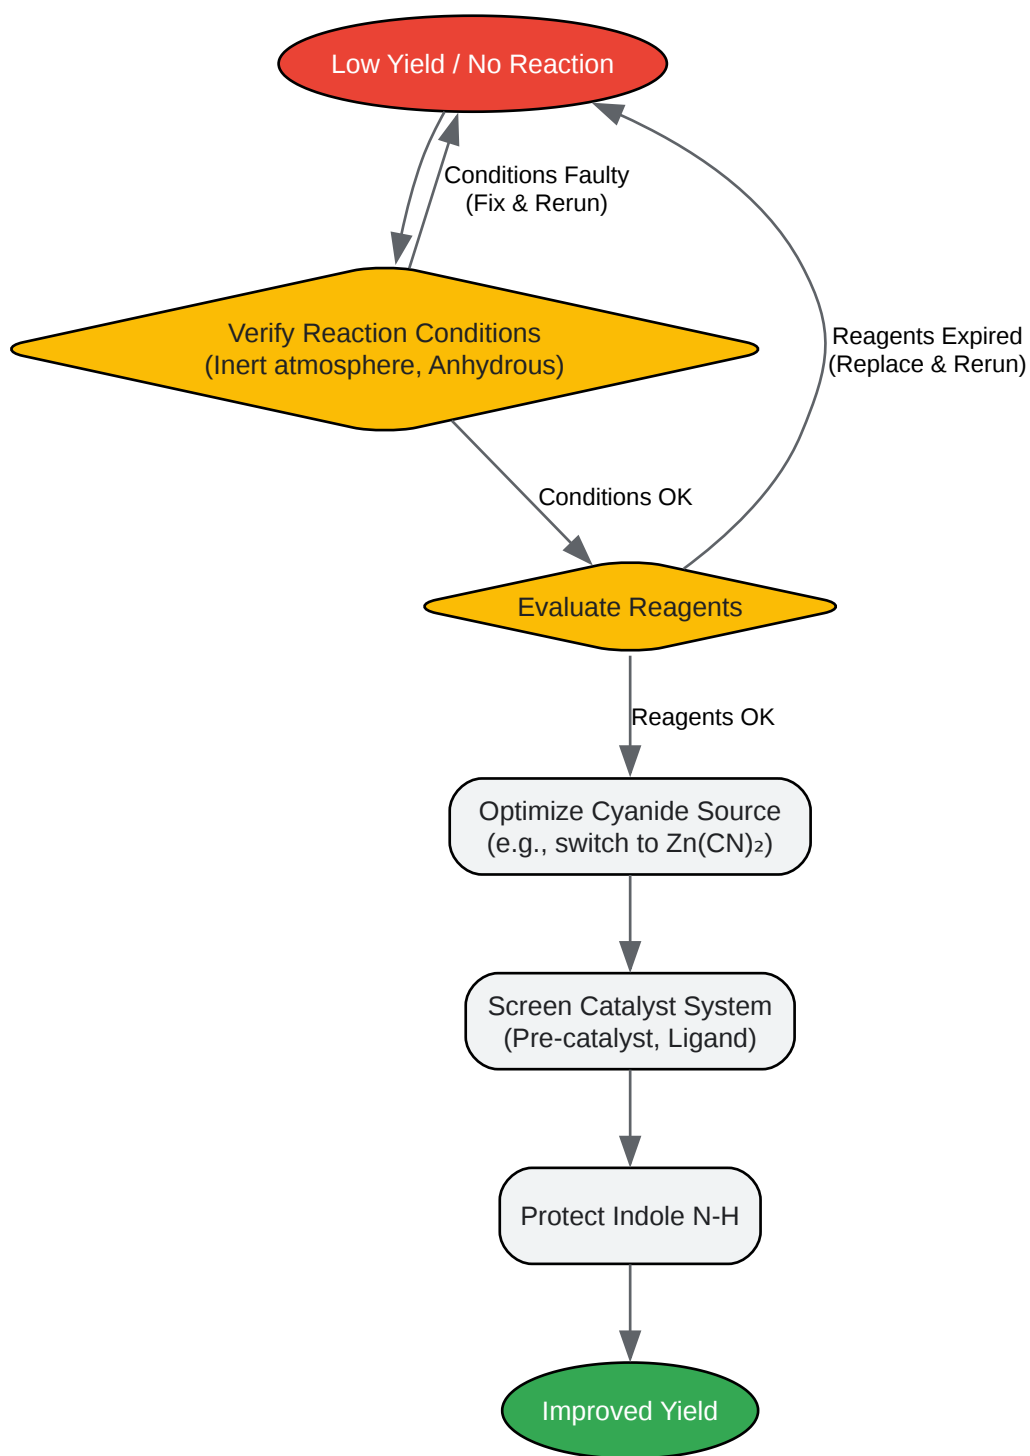 Low Yield / No Reaction
Conditions Faulty
(Fix & Rerun)
Verify Reaction Conditions
(Inert atmosphere, Anhydrous)
Reagents Expired
(Replace & Rerun)
Conditions OK
Evaluate Reagents
Reagents OK
Optimize Cyanide Source
(e.g., switch to Zn(CN)₂)
Screen Catalyst System
(Pre-catalyst, Ligand)
Protect Indole N-H
Improved Yield